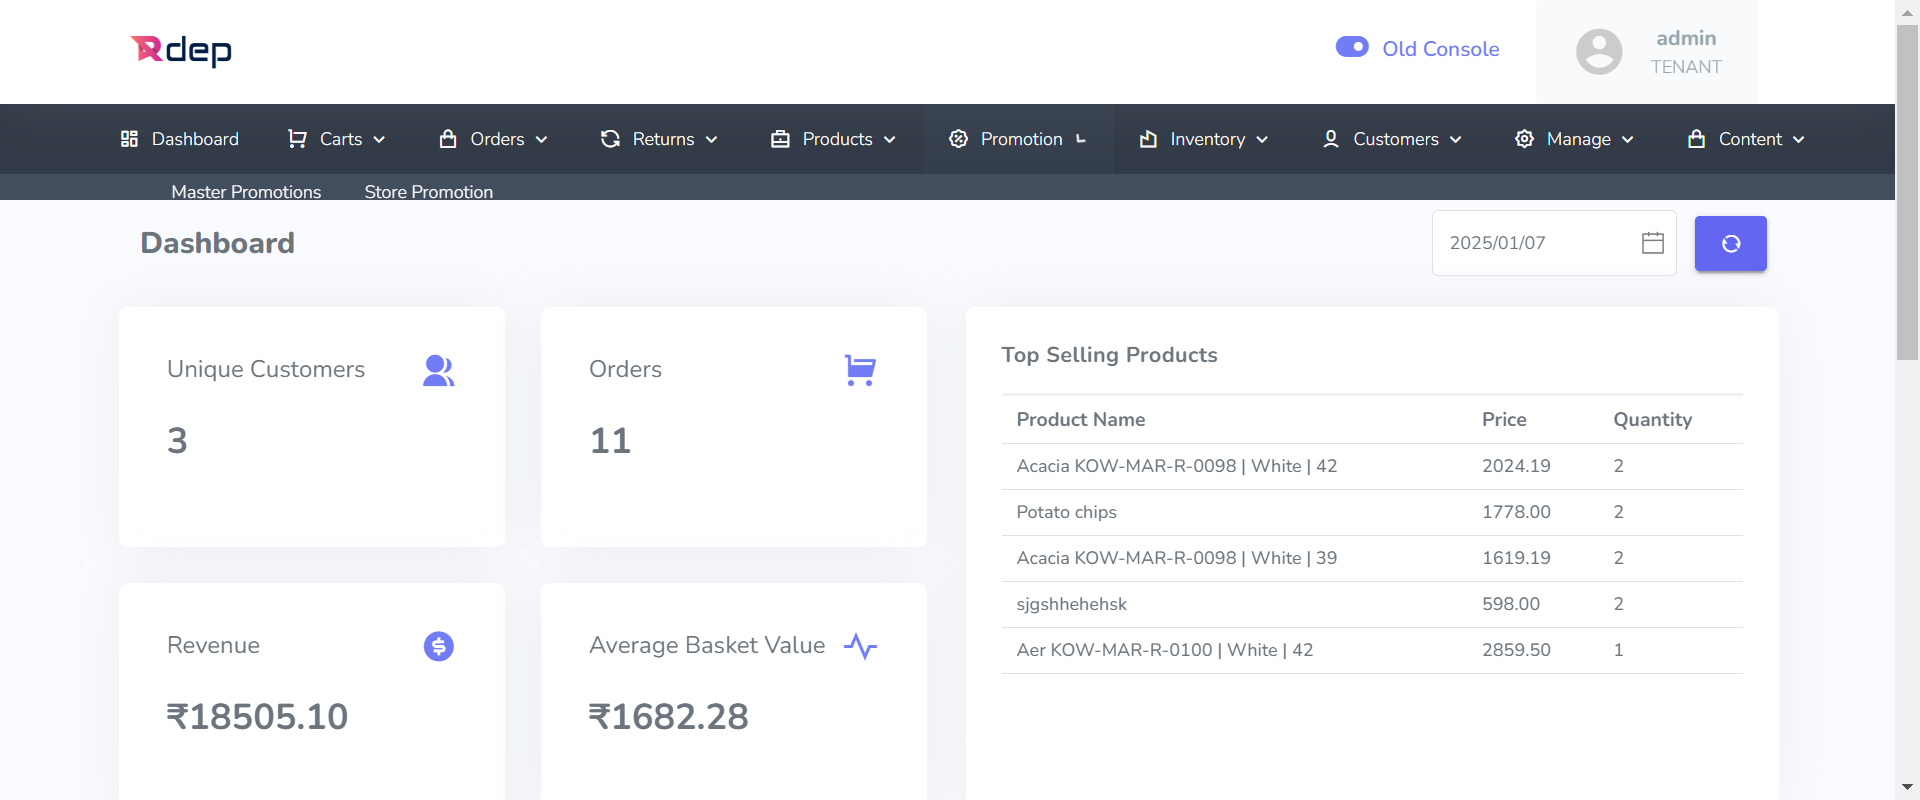 Rdep
Old Console
admin
TENANT
Dashboard Carts Orders Returns Products Promotion Inventory Customers Manage Content
Master Promotions Store Promotion
Dashboard
2025/01/07
Unique Customers
3
Orders
11
Revenue
₹18505.10
Average Basket Value
₹1682.28
Top Selling Products
Product Name Price Quantity
Acacia KOW-MAR-R-0098 | White | 42 2024.19 2
Potato chips 1778.00 2
Acacia KOW-MAR-R-0098 | White | 39 1619.19 2
sjgshhehehsk 598.00 2
Aer KOW-MAR-R-0100 | White | 42 2859.50 1